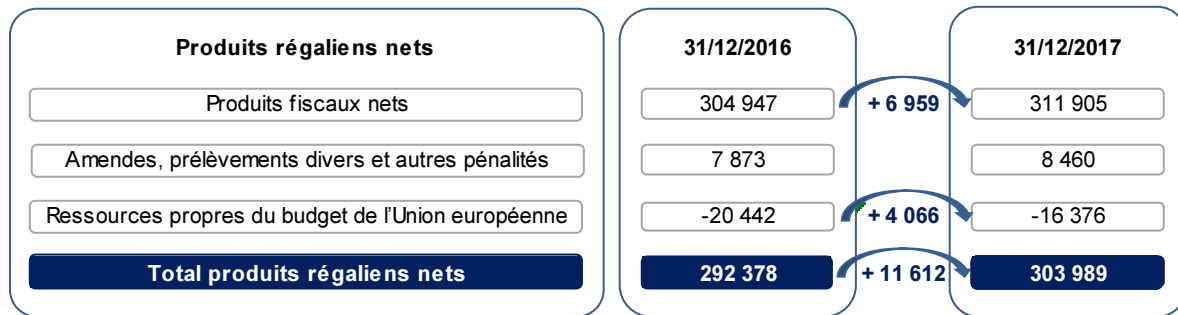 Produits régaliens nets 31/12/2016 31/12/2017
Produits fiscaux nets 304 947 + 6 959 311 905
Amendes, prélèvements divers et autres pénalités 7 873 8 460
Ressources propres du budget de l'Union européenne -20 442 + 4 066 -16 376
Total produits régaliens nets 292 378 + 11 612 303 989